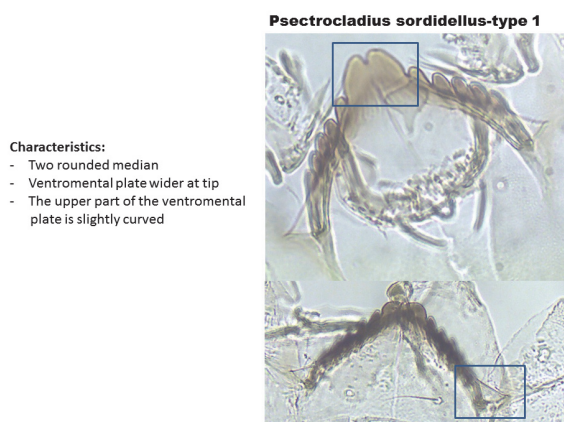 Psectrocladius sordidellus-type 1
Characteristics:
- Two rounded median
- Ventromental plate wider at tip
- The upper part of the ventromental
plate is slightly curved